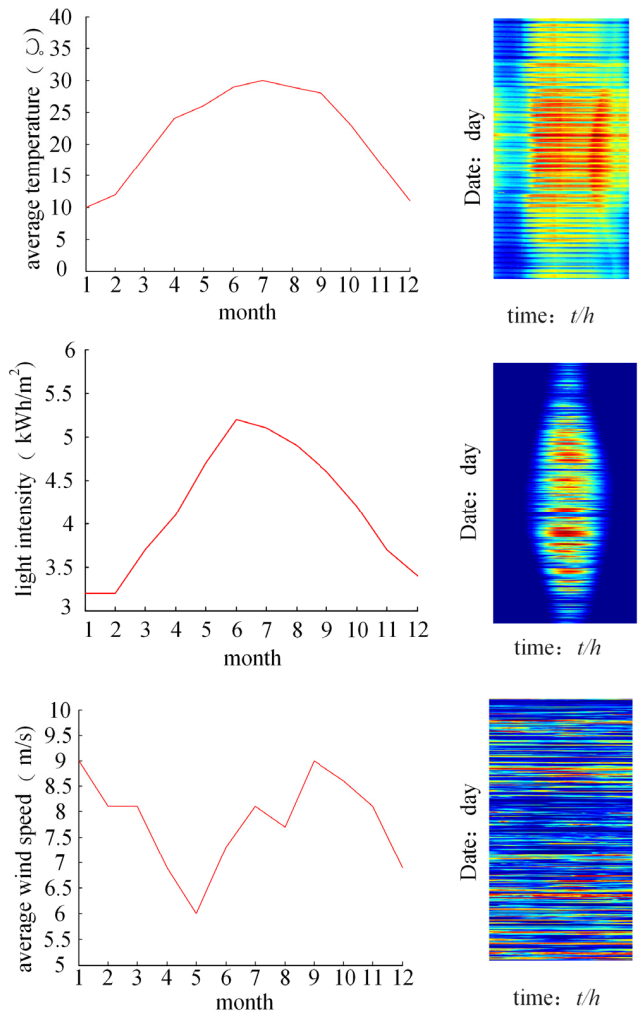 average temperature（℃）
40
35
30
25
20
15
10
5
0
1 2 3 4 5 6 7 8 9 10 11 12
month
Date：day
time：t/h
light intensity（kWh/m²）
6
5.5
5
4.5
4
3.5
3
1 2 3 4 5 6 7 8 9 10 11 12
month
Date：day
time：t/h
average wind speed（m/s）
10
9.5
9
8.5
8
7.5
7
6.5
6
5.5
5
1 2 3 4 5 6 7 8 9 10 11 12
month
Date：day
time：t/h